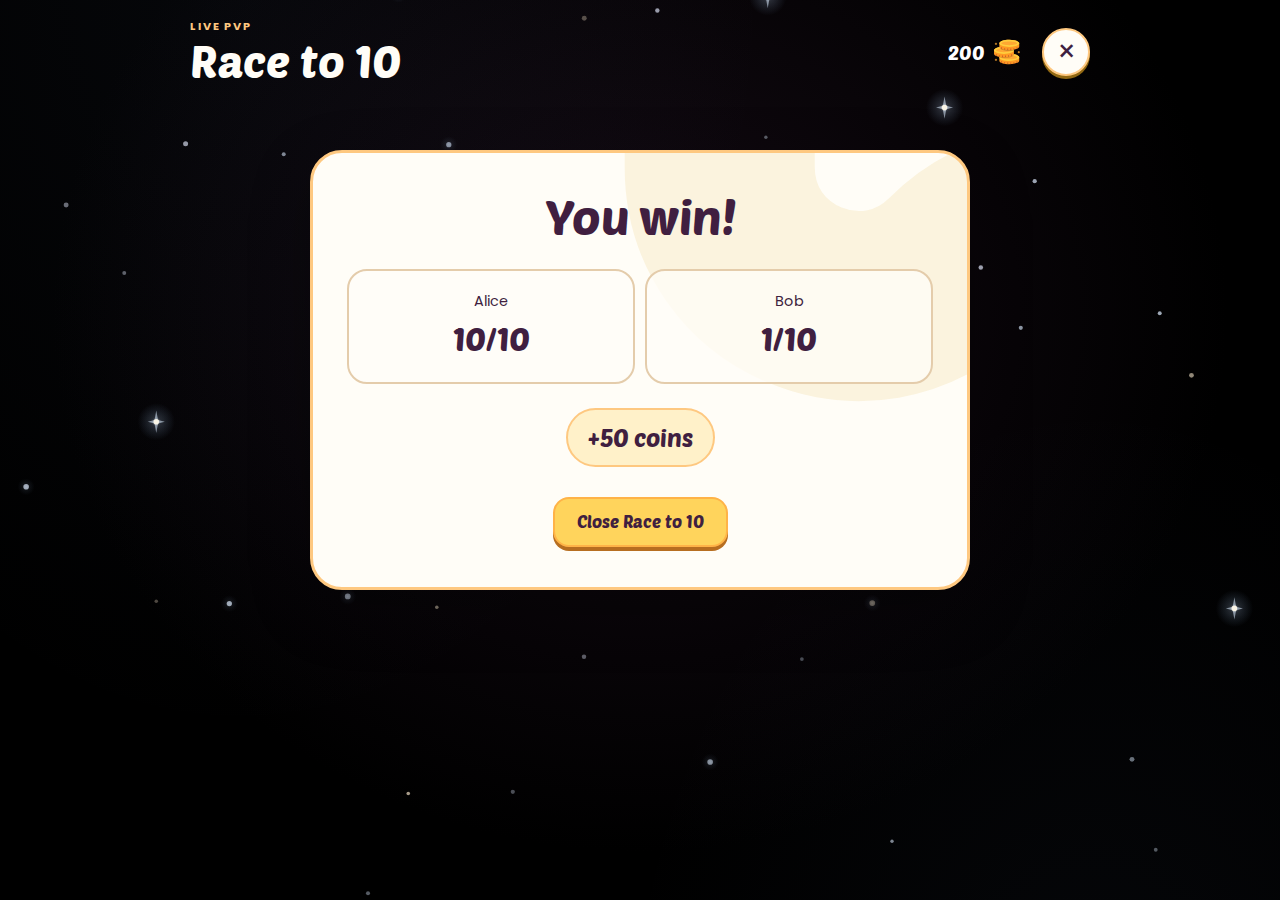 LIVE PVP
Race to 10
200
×
You win!
Alice
10/10
Bob
1/10
+50 coins
Close Race to 10